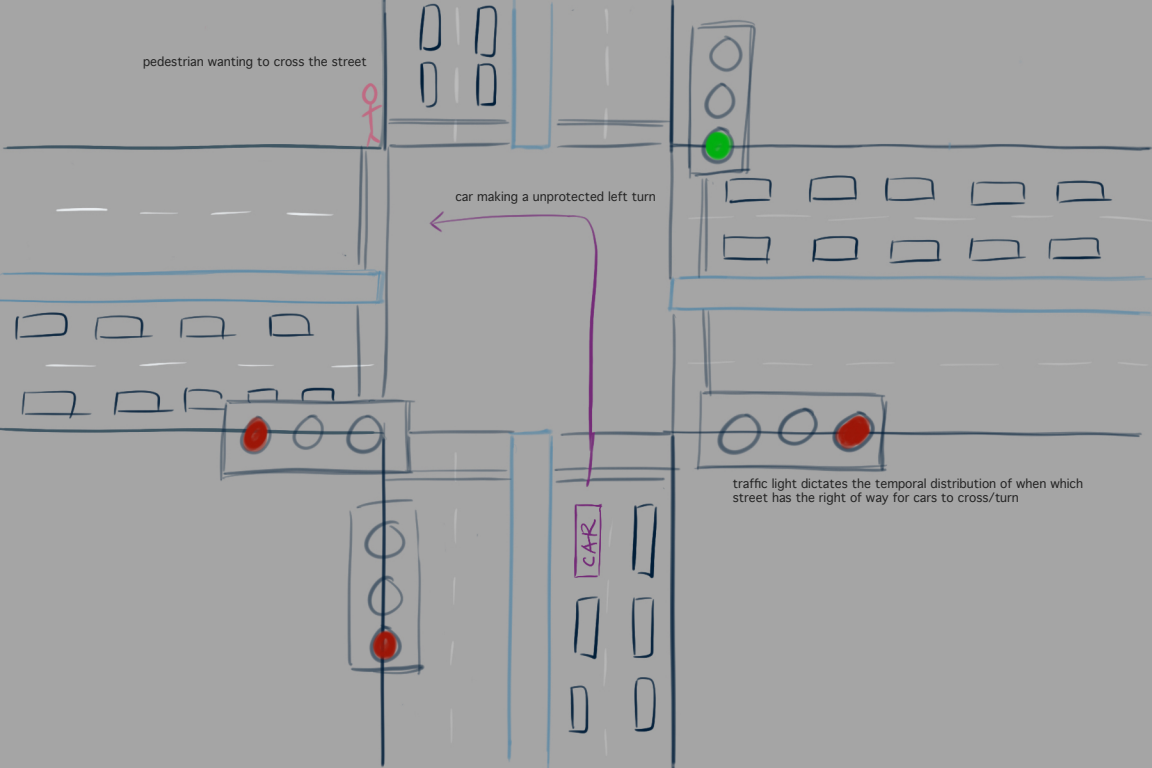 pedestrian wanting to cross the street
car making a unprotected left turn
traffic light dictates the temporal distribution of when which
street has the right of way for cars to cross/turn
CAR